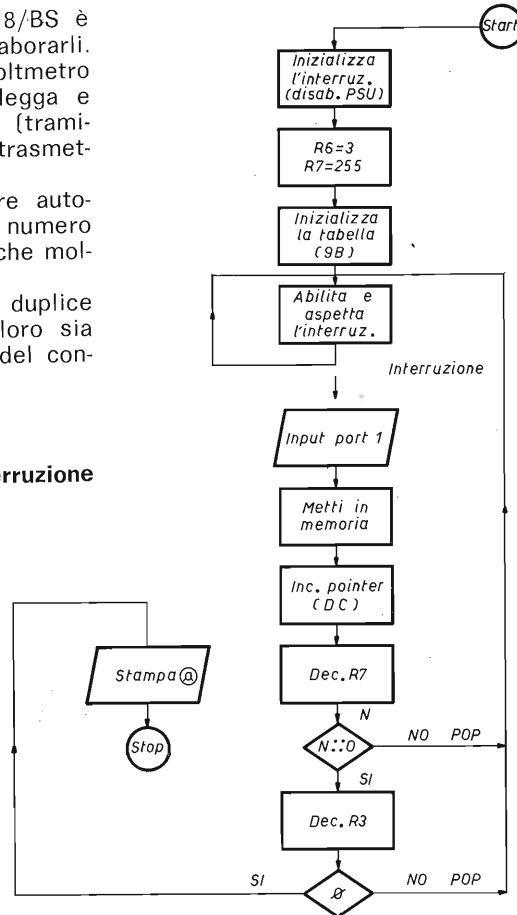 8/BS è
aborarli.
oltmetro
legga e
(trami-
trasmet-
re auto-
numero
che mol-
duplice
loro sia
del con-
erruzione
Start
Inizializza
l'interruz.
(disab. PSU)
R6=3
R7=255
Inizializza
la tabella
(9B)
Abilita e
aspetta
l'interruz.
Interruzione
Input port 1
Metti in
memoria
Inc. pointer
(DC)
Dec. R7
N
N::0
NO POP
SI
Dec. R3
Ø
NO POP
SI
Stampa ⓐ
Stop